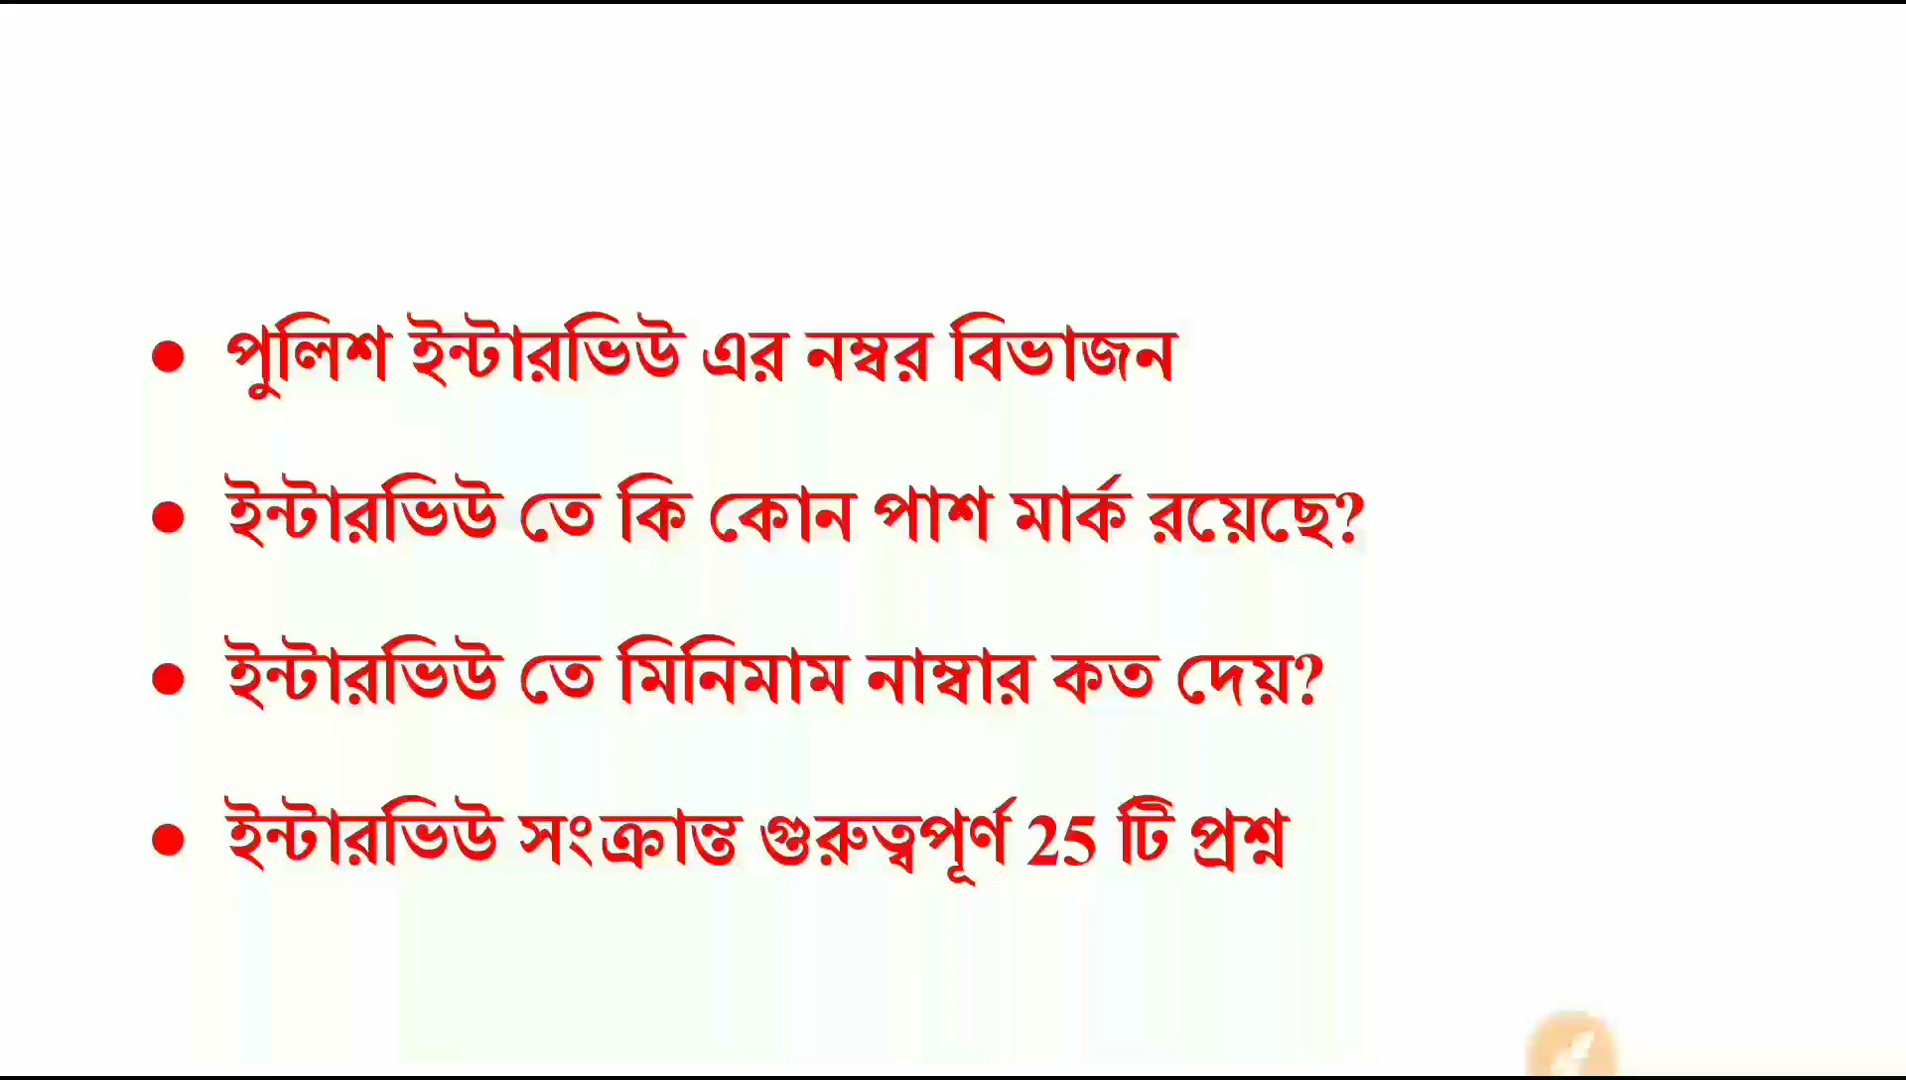 • পুলিশ ইন্টারভিউ এর নম্বর বিভাজন
• ইন্টারভিউ তে কি কোন পাশ মার্ক রয়েছে?
• ইন্টারভিউ তে মিনিমাম নাম্বার কত দেয়?
• ইন্টারভিউ সংক্রান্ত গুরুত্বপূর্ণ 25 টি প্রশ্ন